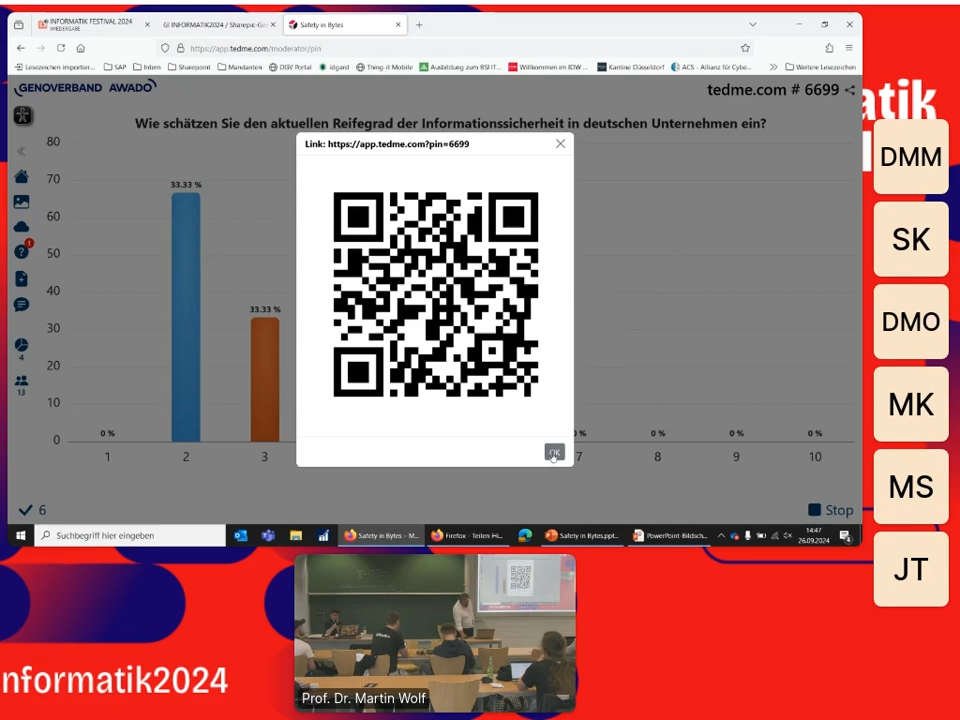 INFORMATIK FESTIVAL 2024
WIEDERGABE
GI INFORMATIK2024 / Sharepic-Ge
Safety in Bytes
https://app.tedme.com/moderator/pin
Lesezeichen importier...
SAP
Intern
Sharepoint
Mandanten
DGV Portal
idgard
Thing-it Mobile
Ausbildung zum BSI IT...
Willkommen im IDW ...
Kantine Düsseldorf
ACS - Allianz für Cybe...
Weitere Lesezeichen
GENOVERBAND AWADO
tedme.com # 6699
Wie schätzen Sie den aktuellen Reifegrad der Informationssicherheit in deutschen Unternehmen ein?
Link: https://app.tedme.com?pin=6699
80
70
60
50
40
30
20
10
0
33.33 %
33.33 %
0 %
0 %
0 %
0 %
0 %
1
2
3
7
8
9
10
1
4
13
OK
6
Stop
Suchbegriff hier eingeben
Safety in Bytes - M...
Firefox - Teilen-Hi...
Safety in Bytes.ppt...
PowerPoint-Bildsch...
14:47
26.09.2024
atik
DMM
SK
DMO
MK
MS
JT
nformatik2024
Prof. Dr. Martin Wolf